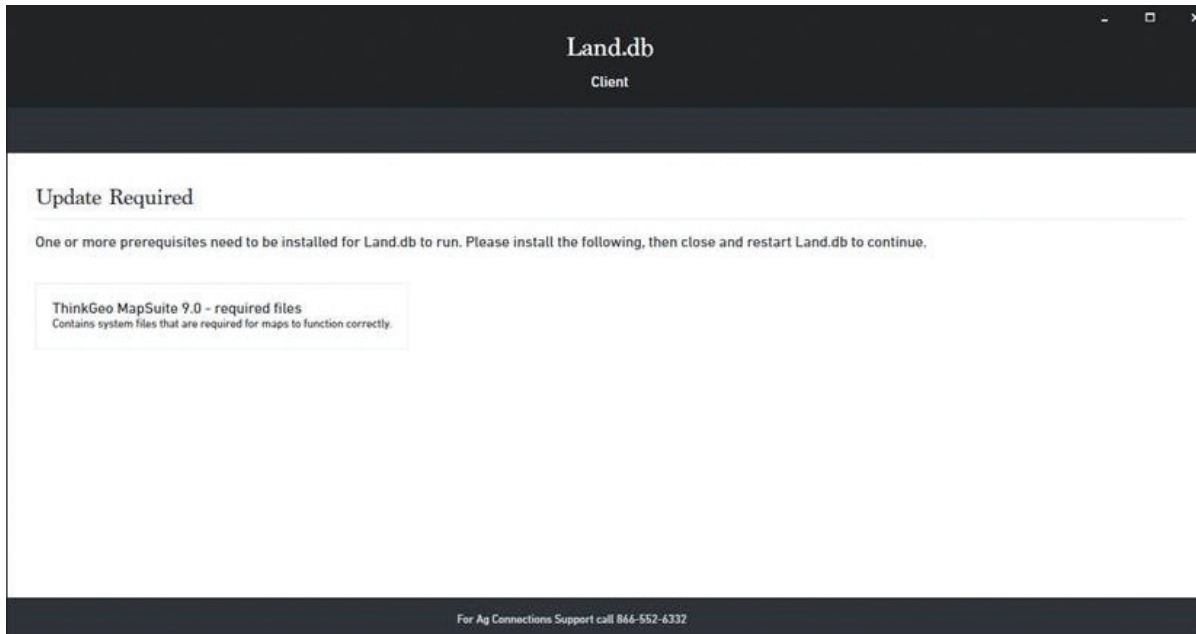 Land.db
Client
Update Required
One or more prerequisites need to be installed for Land.db to run. Please install the following, then close and restart Land.db to continue.
ThinkGeo MapSuite 9.0 - required files
Contains system files that are required for maps to function correctly.
For Ag Connections Support call 866-552-6332